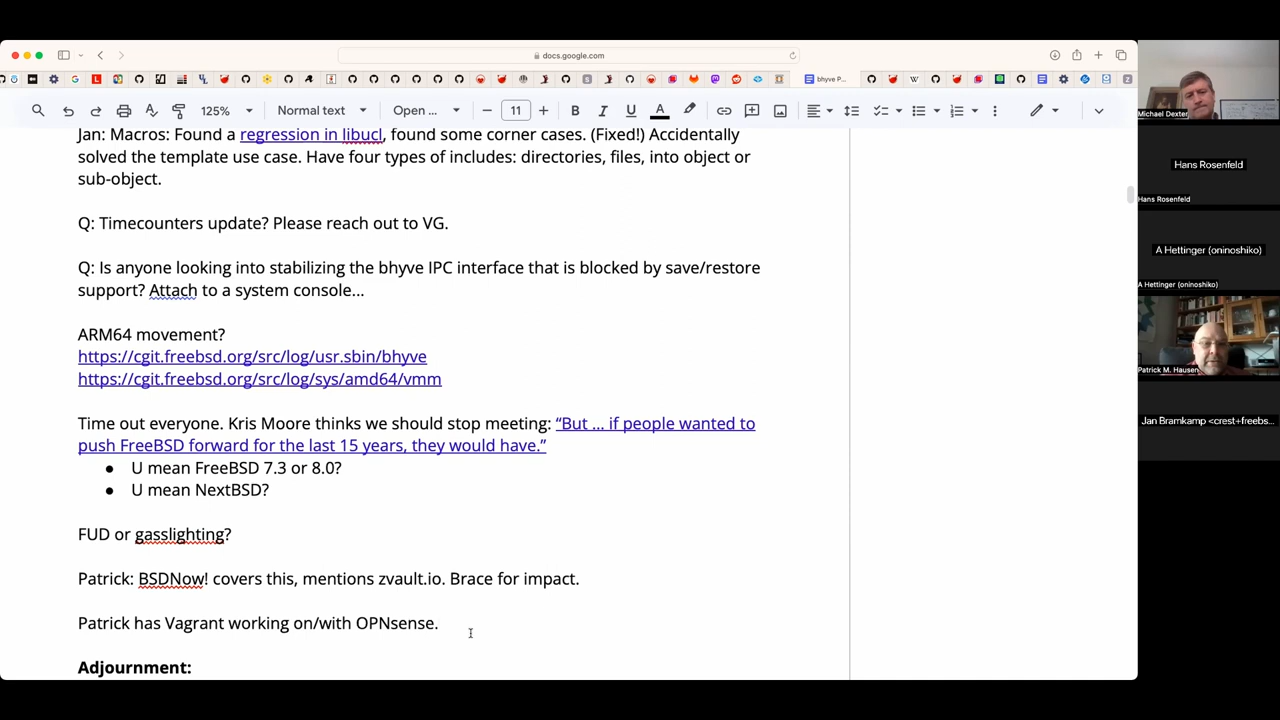 docs.google.com
bhyve P...
125%
Normal text
Open ...
11
Jan: Macros: Found a regression in libucl, found some corner cases. (Fixed!) Accidentally
solved the template use case. Have four types of includes: directories, files, into object or
sub-object.
Q: Timecounters update? Please reach out to VG.
Q: Is anyone looking into stabilizing the bhyve IPC interface that is blocked by save/restore
support? Attach to a system console...
ARM64 movement?
https://cgit.freebsd.org/src/log/usr.sbin/bhyve
https://cgit.freebsd.org/src/log/sys/amd64/vmm
Time out everyone. Kris Moore thinks we should stop meeting: “But ... if people wanted to
push FreeBSD forward for the last 15 years, they would have.”
● U mean FreeBSD 7.3 or 8.0?
● U mean NextBSD?
FUD or gasslighting?
Patrick: BSDNow! covers this, mentions zvault.io. Brace for impact.
Patrick has Vagrant working on/with OPNsense.
Adjournment:
Michael Dexter
Hans Rosenfeld
Hans Rosenfeld
A Hettinger (oninoshiko)
A Hettinger (oninoshiko)
Patrick M. Hausen
Jan Bramkamp <crest+freebs...